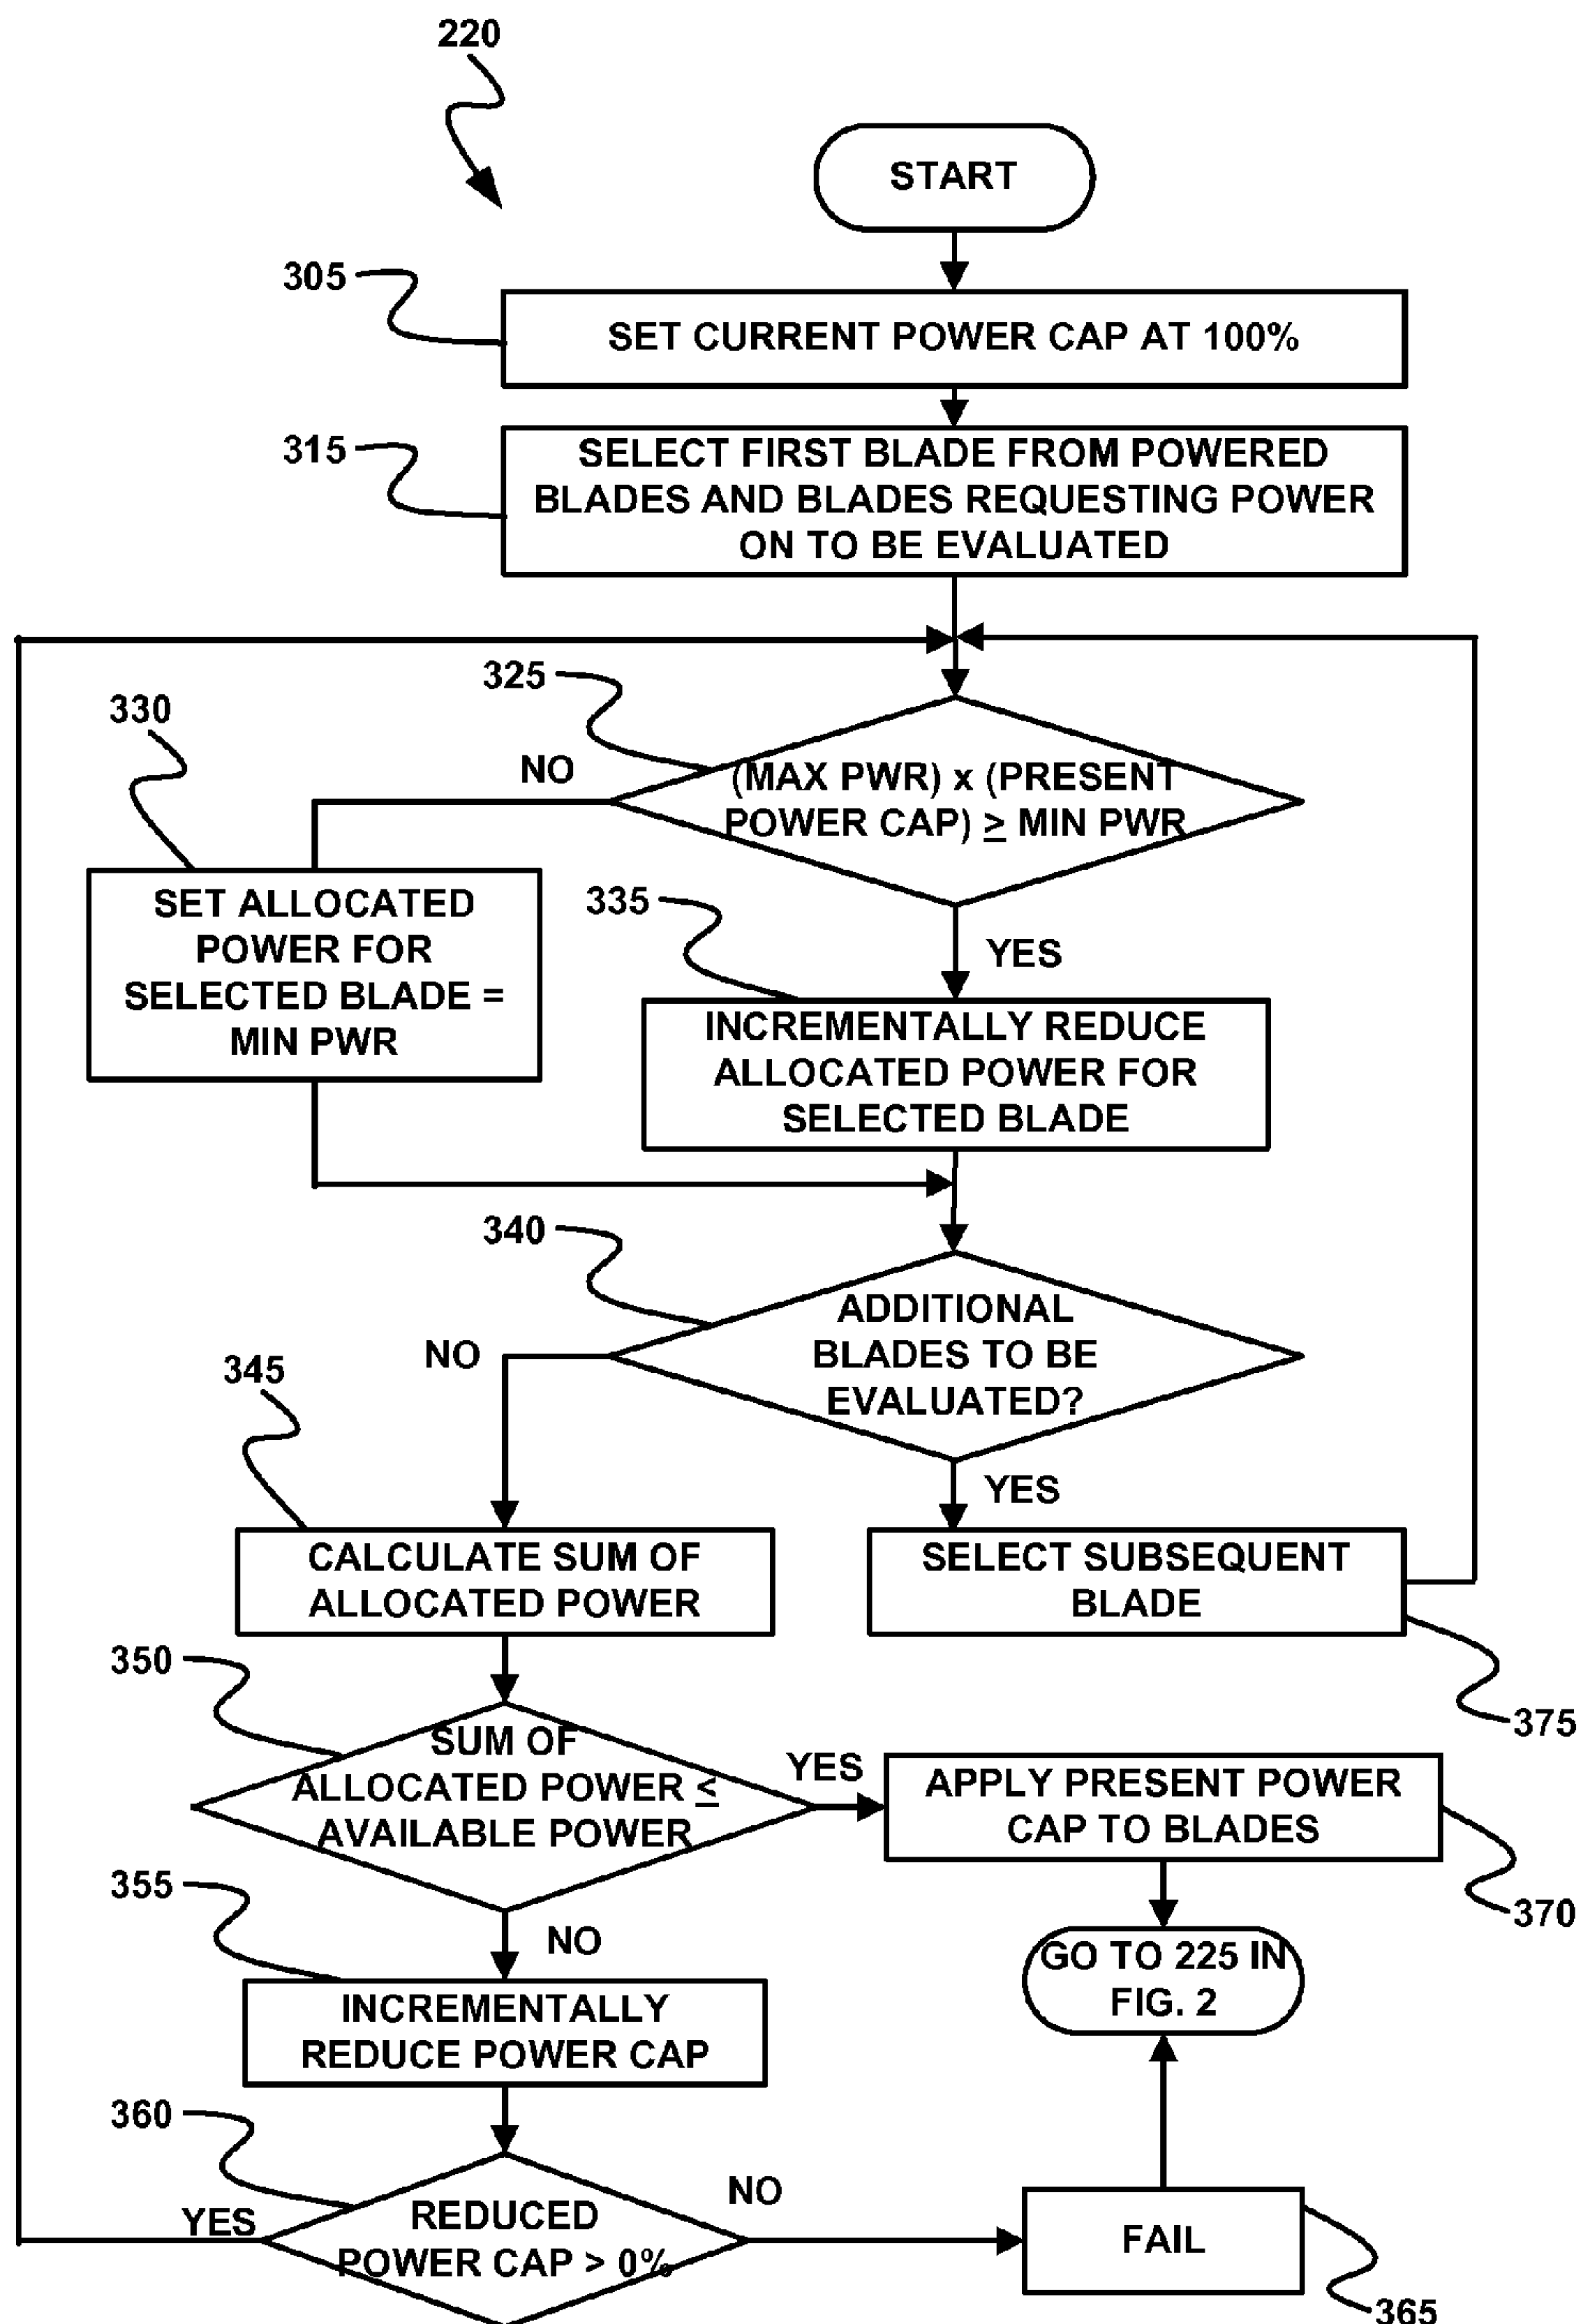 220
START
305
SET CURRENT POWER CAP AT 100%
315
SELECT FIRST BLADE FROM POWERED
BLADES AND BLADES REQUESTING POWER
ON TO BE EVALUATED
325
330
NO
(MAX PWR) x (PRESENT
POWER CAP) ≥ MIN PWR
SET ALLOCATED
POWER FOR
SELECTED BLADE =
MIN PWR
335
YES
INCREMENTALLY REDUCE
ALLOCATED POWER FOR
SELECTED BLADE
340
ADDITIONAL
BLADES TO BE
EVALUATED?
NO
345
YES
CALCULATE SUM OF
ALLOCATED POWER
SELECT SUBSEQUENT
BLADE
350
375
SUM OF
ALLOCATED POWER ≤
AVAILABLE POWER
YES
APPLY PRESENT POWER
CAP TO BLADES
355
370
NO
GO TO 225 IN
FIG. 2
INCREMENTALLY
REDUCE POWER CAP
360
NO
YES
REDUCED
POWER CAP > 0%
FAIL
365